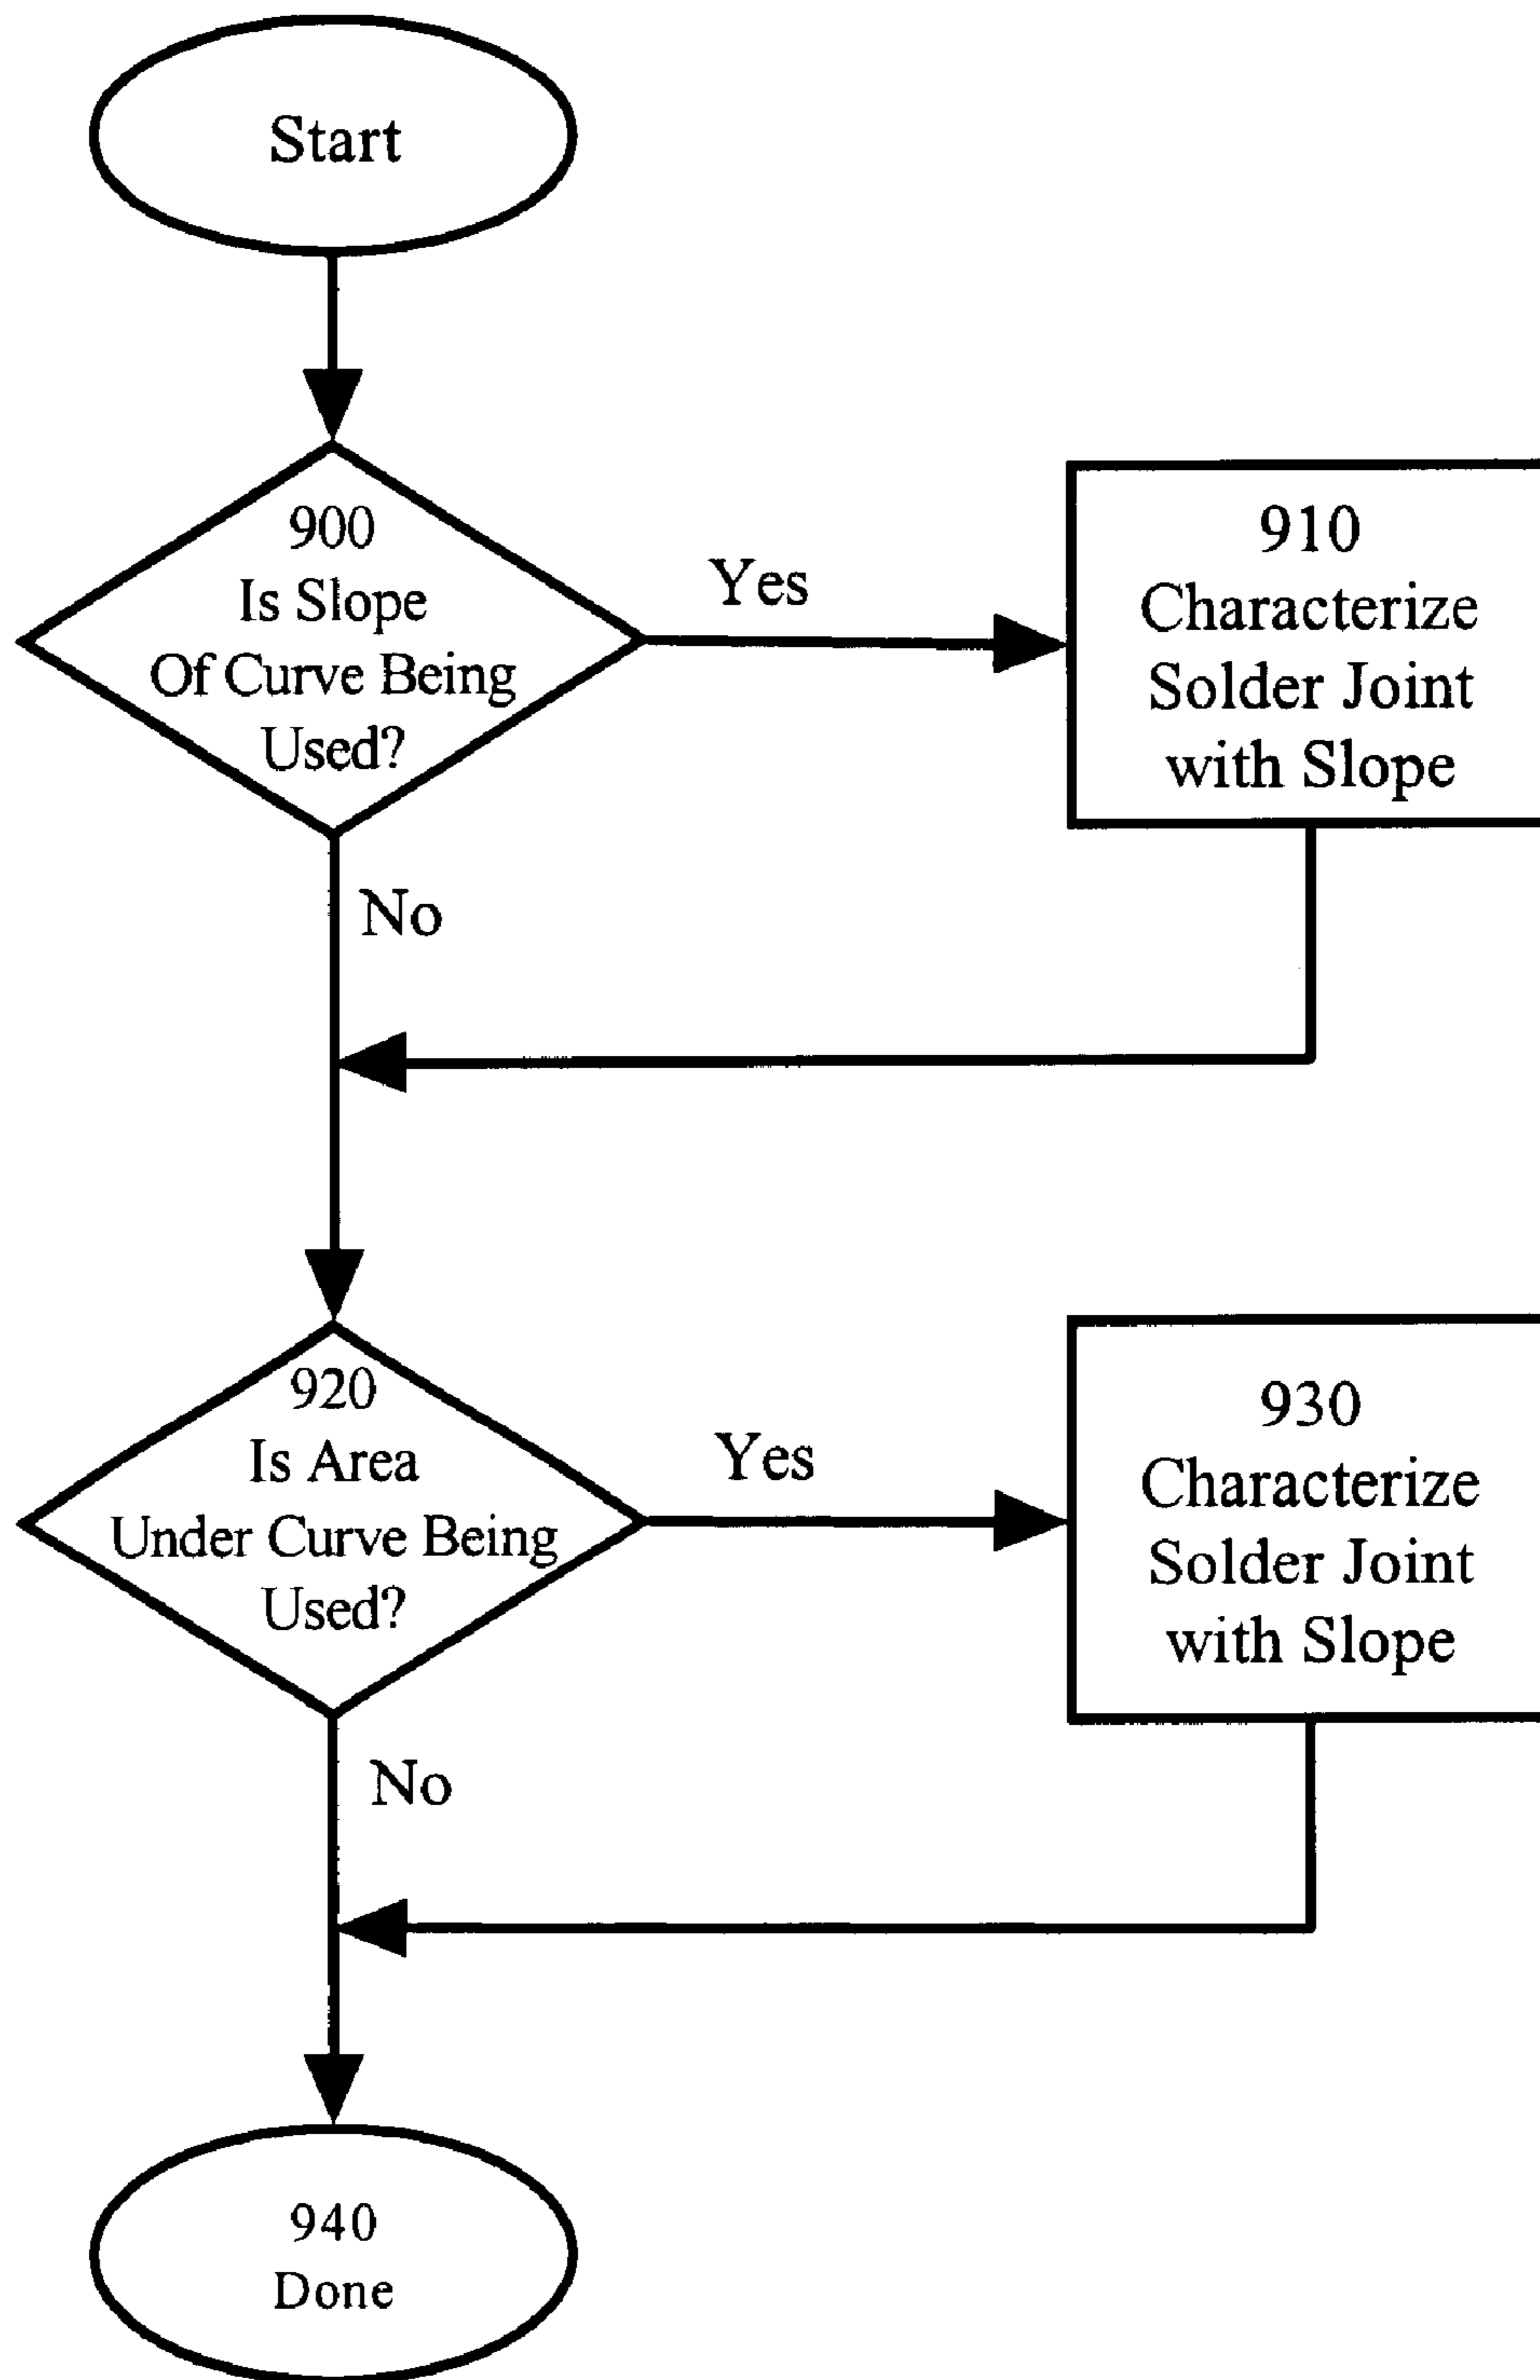 Start
900
Is Slope
Of Curve Being
Used?
Yes
910
Characterize
Solder Joint
with Slope
No
920
Is Area
Under Curve Being
Used?
Yes
930
Characterize
Solder Joint
with Slope
No
940
Done